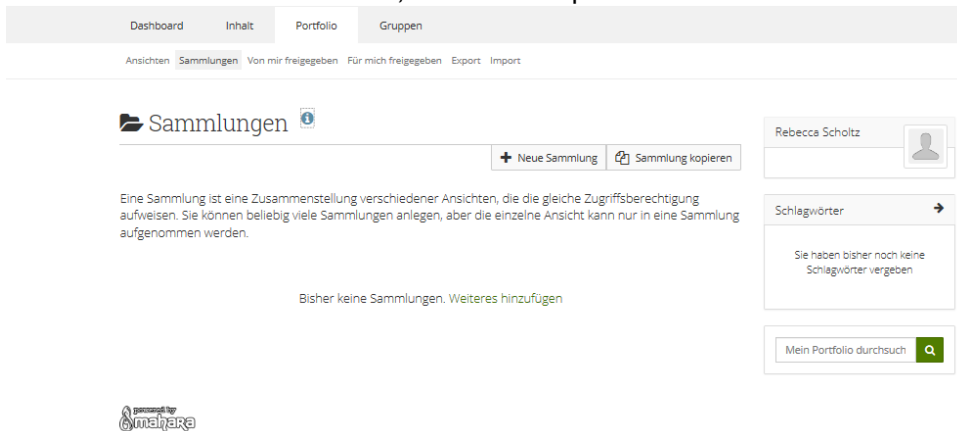 Dashboard Inhalt Portfolio Gruppen
Ansichten Sammlungen Von mir freigegeben Für mich freigegeben Export Import
Sammlungen
Neue Sammlung Sammlung kopieren
Eine Sammlung ist eine Zusammenstellung verschiedener Ansichten, die die gleiche Zugriffsberechtigung
aufweisen. Sie können beliebig viele Sammlungen anlegen, aber die einzelne Ansicht kann nur in eine Sammlung
aufgenommen werden.
Bisher keine Sammlungen. Weiteres hinzufügen
Rebecca Scholtz
Schlagwörter
Sie haben bisher noch keine
Schlagwörter vergeben
Mein Portfolio durchsuch
powered by
mahara